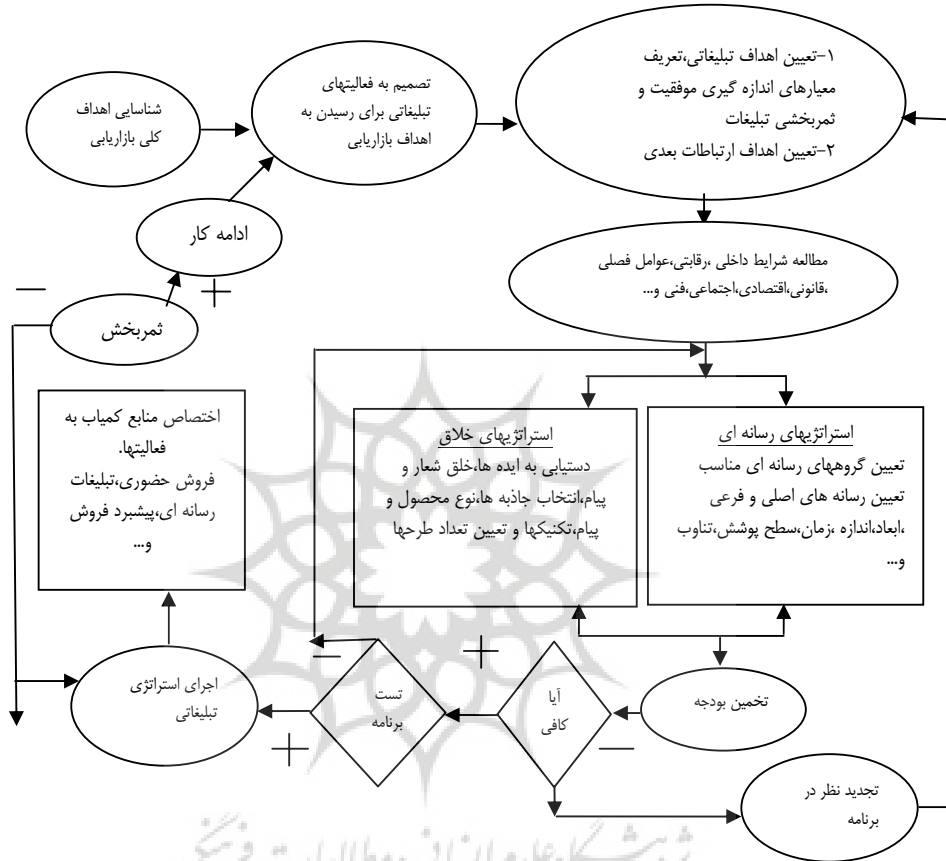 ۱-تعیین اهداف تبلیغاتی،تعریف
معیارهای اندازه گیری موفقیت و
ثمربخشی تبلیغات
۲-تعیین اهداف ارتباطات بعدی
تصمیم به فعالیتهای
تبلیغاتی برای رسیدن به
اهداف بازاریابی
شناسایی اهداف
کلی بازاریابی
ادامه کار
مطالعه شرایط داخلی ،رقابتی،عوامل فصلی
،قانونی،اقتصادی،اجتماعی،فنی و...
+
−
ثمربخش
استراتژیهای رسانه ای
تعیین گروههای رسانه ای مناسب
تعیین رسانه های اصلی و فرعی
،ابعاد،اندازه ،زمان،سطح پوشش،تناوب
و...
استراتژیهای خلاق
دستیابی به ایده ها،خلق شعار و
پیام،انتخاب جاذبه ها،نوع محصول و
پیام،تکنیکها و تعیین تعداد طرحها
اختصاص منابع کمیاب به
فعالیتها.
فروش حضوری،تبلیغات
رسانه ای،پیشبرد فروش
و...
تخمین بودجه
−
آیا
کافی
+
تست
برنامه
−
+
اجرای استراتژی
تبلیغاتی
تجدید نظر در
برنامه
پژوهشگاه علوم انسانی و مطالعات فرهنگی